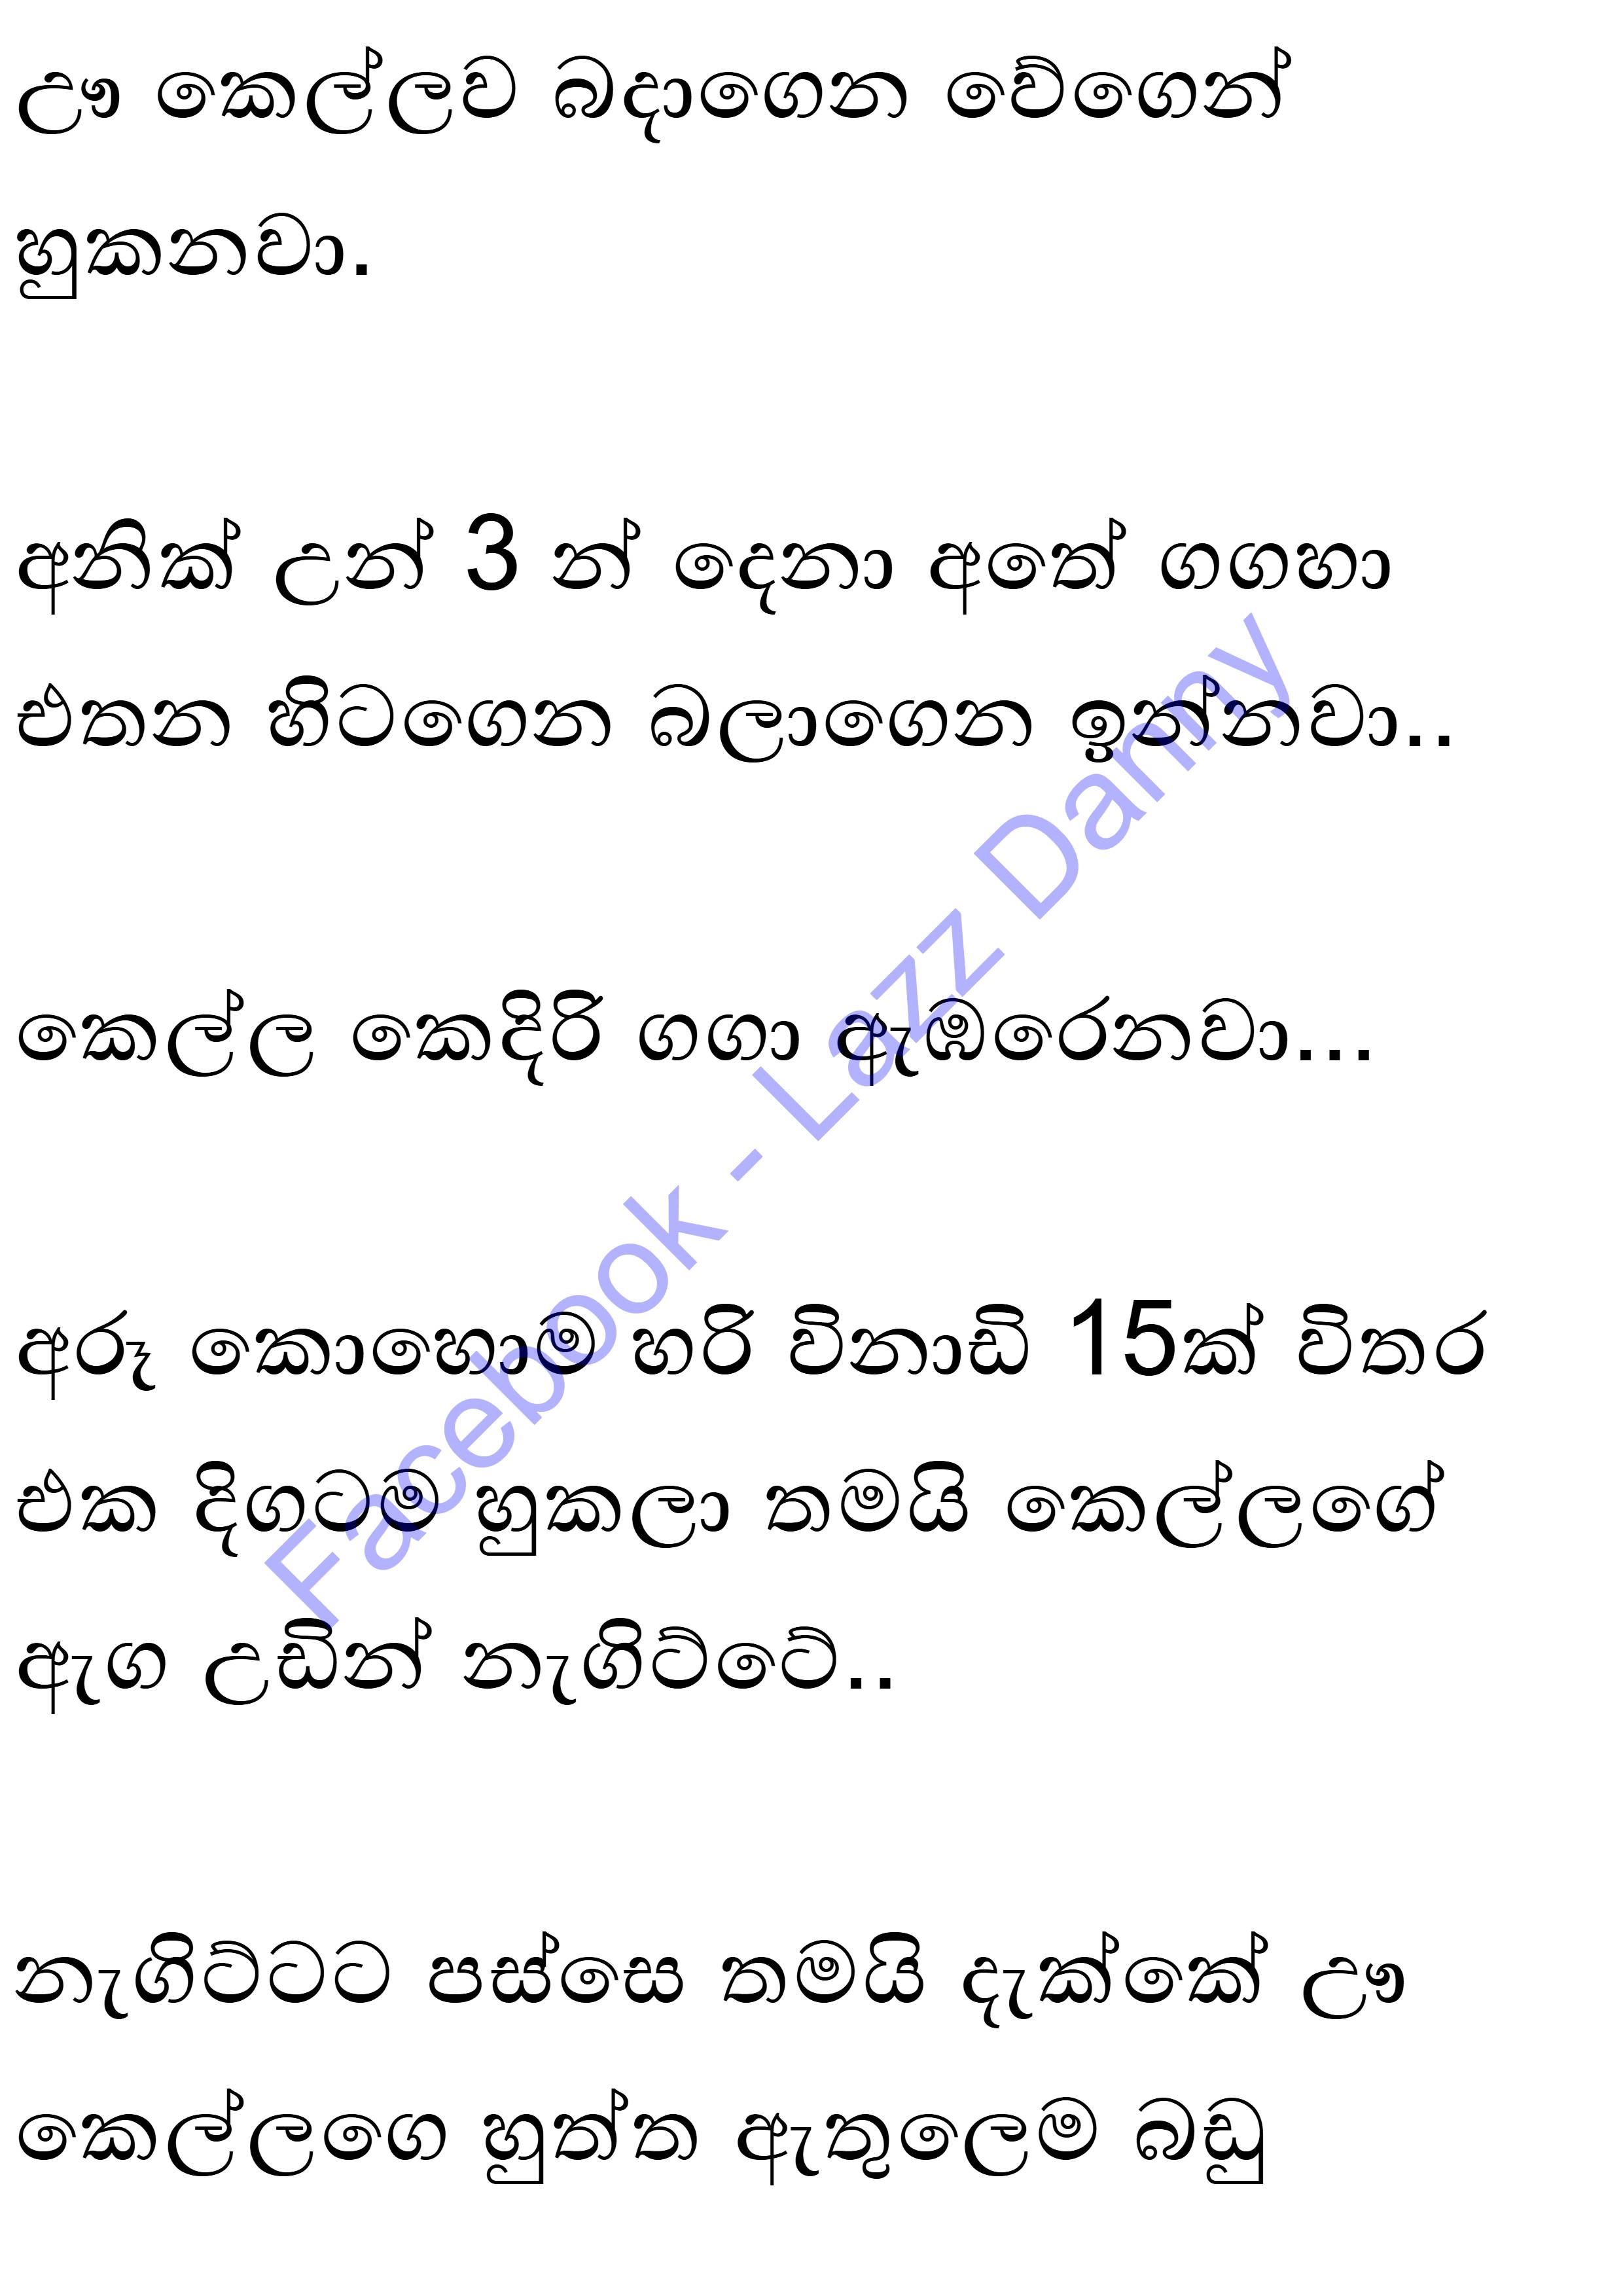 ඌ කෙල්ලව බදාගෙන වේගෙන්
හුකනවා.
අනික් උන් 3 න් දෙනා අතේ ගගහා
එතන හිටගෙන බලාගෙන ඉන්නවා..
කෙල්ල කෙදිරි ගගා ඇඹරෙනවා...
අරූ කොහොම හරි විනාඩි 15ක් විතර
එක දිගටම හුකලා තමයි කෙල්ලගේ
ඇග උඩින් නැගිට්ටේ..
නැගිට්ටට පස්සෙ තමයි දැක්කේ ඌ
කෙල්ලගෙ හුත්ත ඇතුලෙම බඩු
Facebook - Lazz Danny